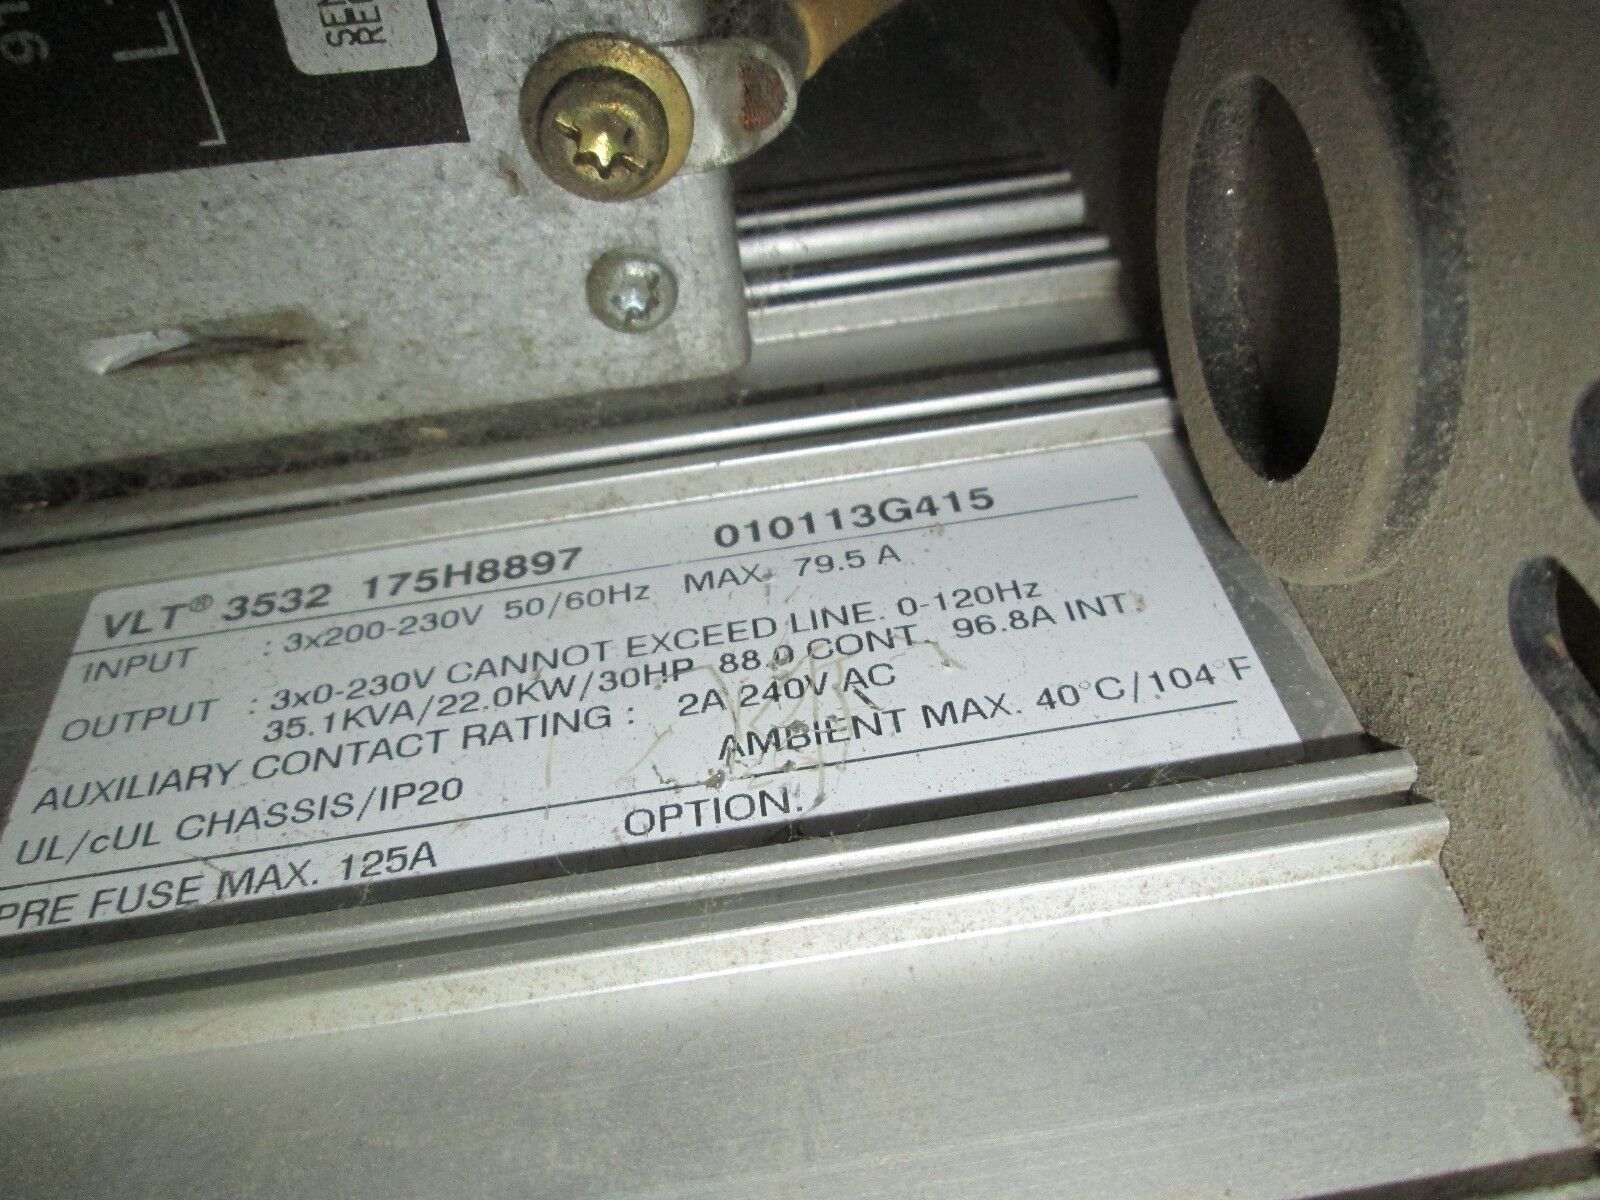 VLT® 3532 175H8897 010113G415
INPUT : 3x200-230V 50/60Hz MAX. 79.5 A
OUTPUT : 3x0-230V CANNOT EXCEED LINE. 0-120Hz
35.1KVA/22.0KW/30HP 88.0 CONT. 96.8A INT.
AUXILIARY CONTACT RATING : 2A 240V AC
UL/cUL CHASSIS/IP20 AMBIENT MAX. 40°C/104°F
PRE FUSE MAX. 125A OPTION.